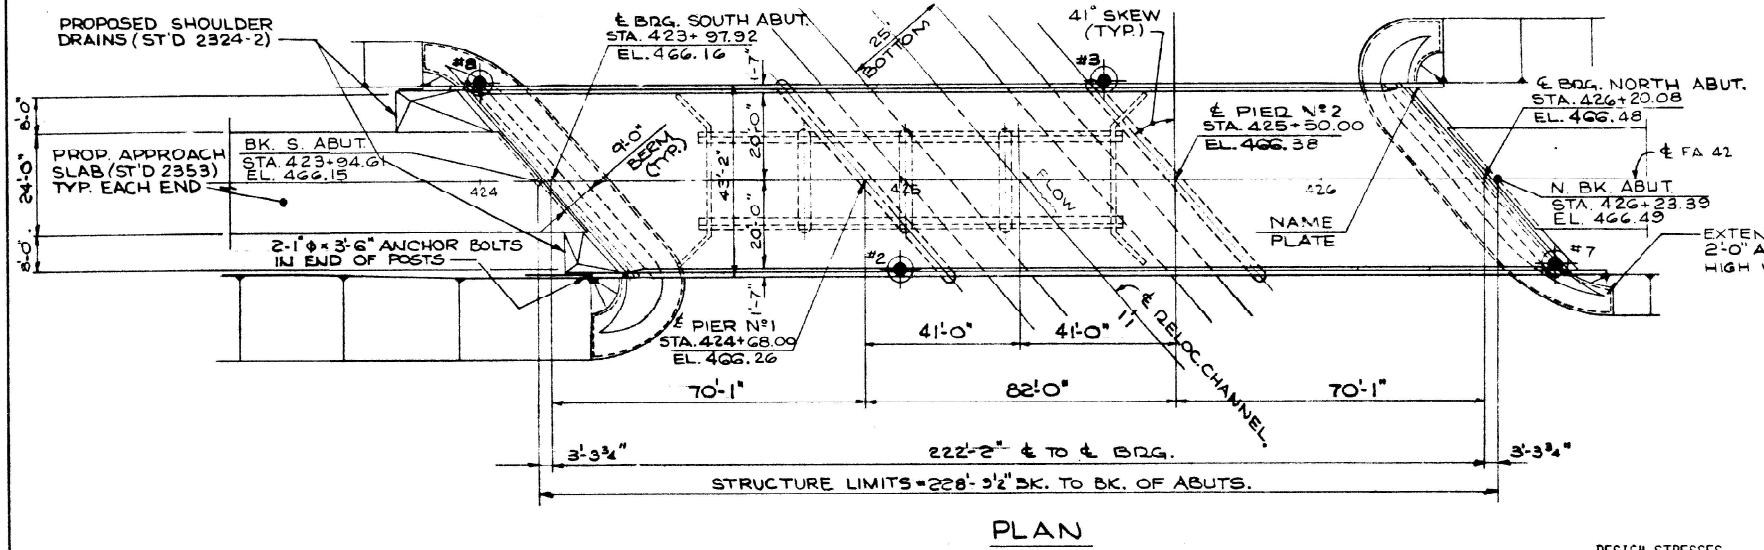 PROPOSED SHOULDER
DRAINS (ST'D 2324-2)
#8
℄ BRG. SOUTH ABUT.
STA. 423+97.92
EL. 466.16
1'-7"
25'
BOTTOM
41° SKEW
(TYP.)
#3
℄ BRG. NORTH ABUT.
STA. 426+20.08
EL. 466.48
℄ PIER Nº 2
STA. 425+50.00
EL. 466.38
8'-0"
24'-0"
8'-0"
PROP. APPROACH
SLAB (ST'D 2353)
TYP. EACH END
BK. S. ABUT.
STA. 423+94.61
EL. 466.15
424
9'-0"
BERM
(TYP.)
43'-2"
20'-0"
20'-0"
425
FLOW
426
℄ FA 42
N. BK. ABUT.
STA. 426+23.39
EL. 466.49
NAME
PLATE
2-1"φ × 3'-6" ANCHOR BOLTS
IN END OF POSTS
#2
#7
EXTEN
2'-0" A
HIGH
1'-7"
℄ PIER Nº 1
STA. 424+68.00
EL. 466.26
41'-0"
41'-0"
℄ RELOC. CHANNEL.
70'-1"
82'-0"
70'-1"
3'-3¾"
222'-2" ℄ TO ℄ BRG.
3'-3¾"
STRUCTURE LIMITS = 228'-9½" BK. TO BK. OF ABUTS.
PLAN
DESIGN STRESSES